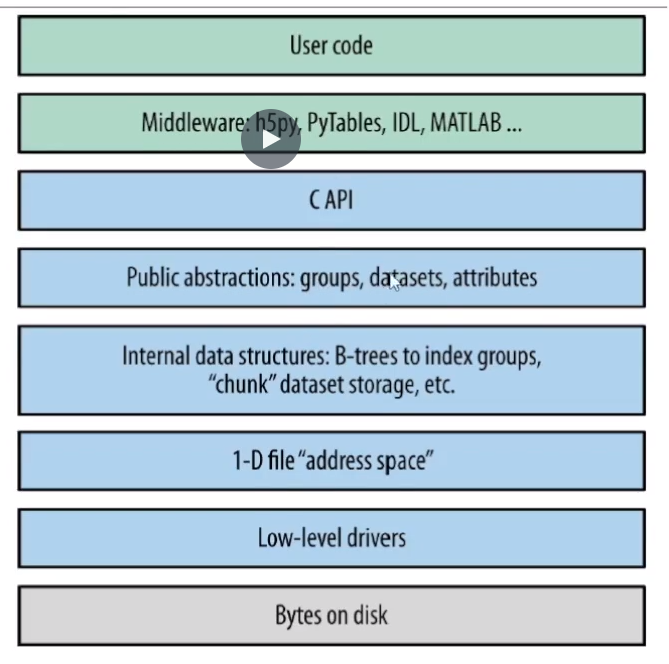 User code
Middleware: h5py, PyTables, IDL, MATLAB ...
C API
Public abstractions: groups, datasets, attributes
Internal data structures: B-trees to index groups,
“chunk” dataset storage, etc.
1-D file “address space”
Low-level drivers
Bytes on disk